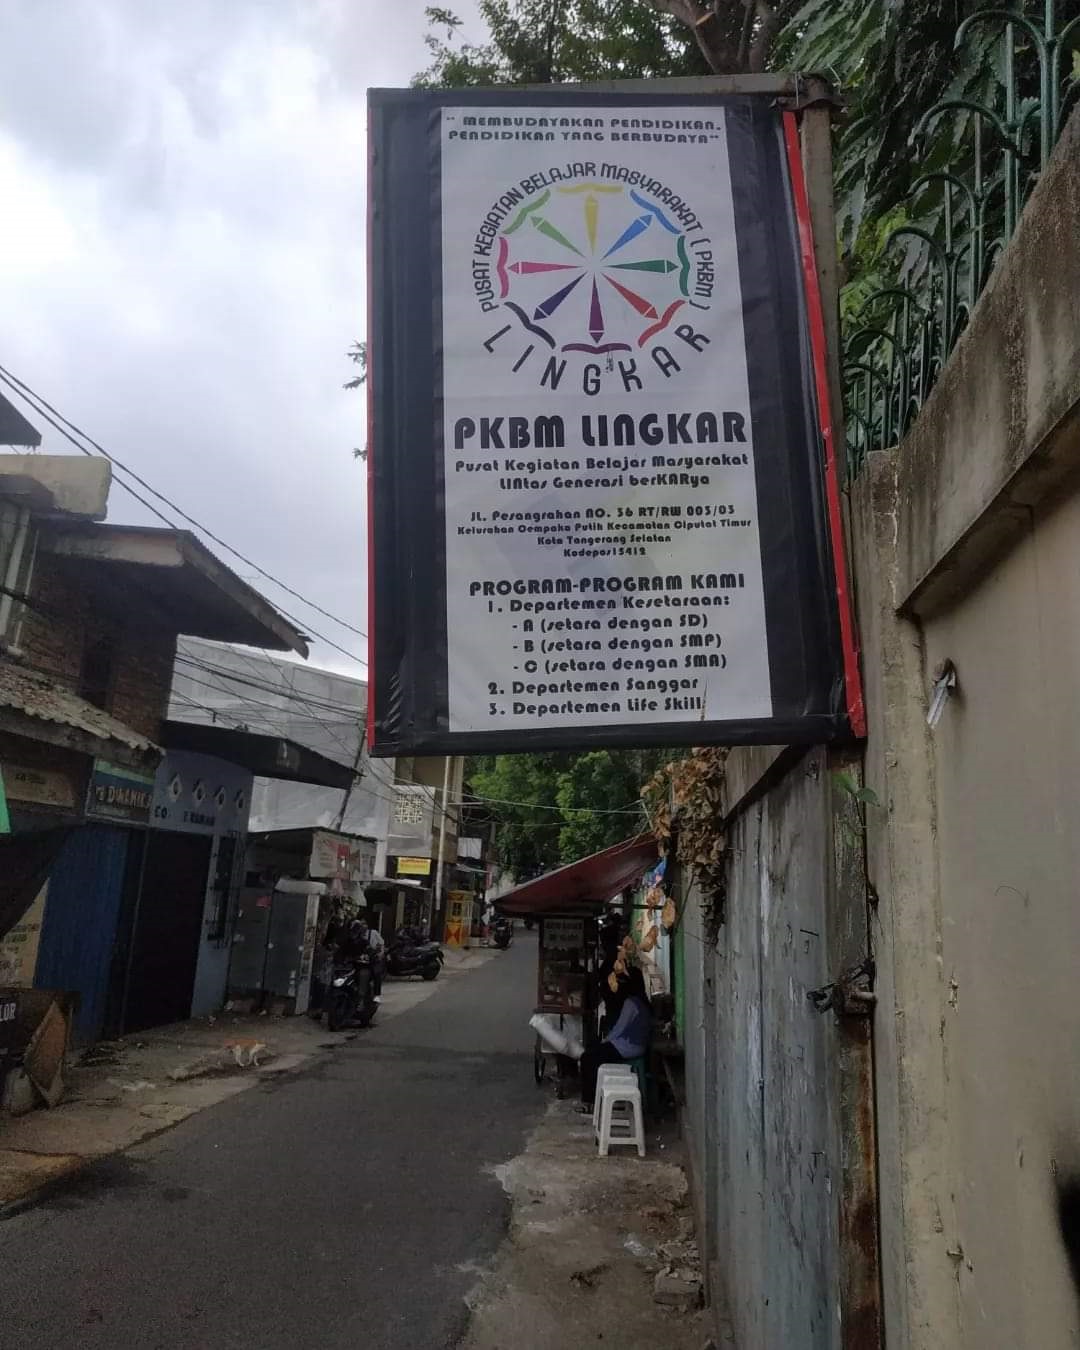 " MEMBUDAYAKAN PENDIDIKAN.
PENDIDIKAN YANG BERBUDAYA"
PUSAT KEGIATAN BELAJAR MASYARAKAT ( PKBM )
LINGKAR
PKBM LINGKAR
Pusat Kegiatan Belajar Masyarakat
LINtas Generasi berKARya
JL. Pesangrahan NO. 36 RT/RW 003/03
Kelurahan Cempaka Putih Kecamatan Ciputat Timur
Kota Tangerang Selatan
Kodepos15412
PROGRAM-PROGRAM KAMI
1. Departemen Kesetaraan:
- A (setara dengan SD)
- B (setara dengan SMP)
- C (setara dengan SMA)
2. Departemen Sanggar
3. Departemen Life Skill